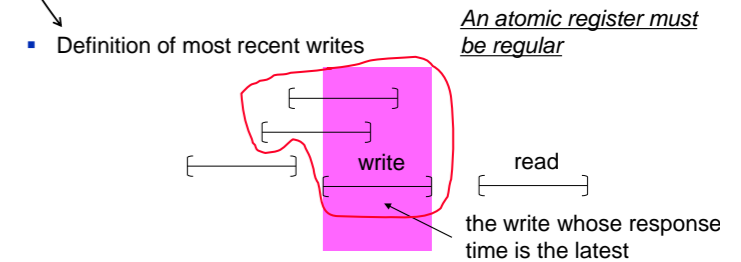 An atomic register must
be regular
▪ Definition of most recent writes
write
read
the write whose response
time is the latest